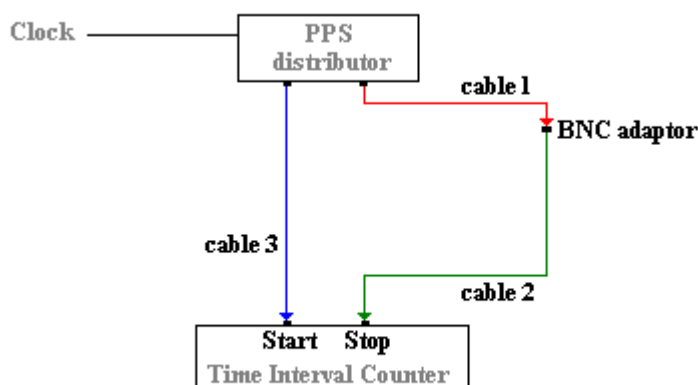 Clock
PPS
distributor
cable 1
BNC adaptor
cable 3
cable 2
Start Stop
Time Interval Counter